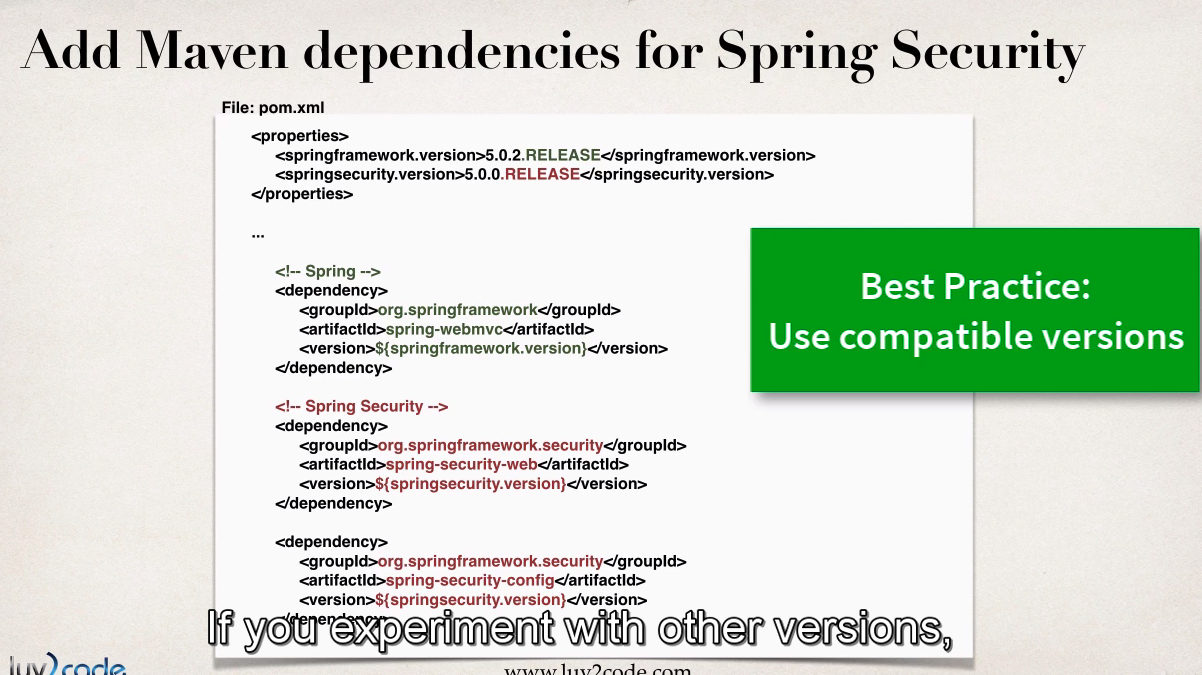 Add Maven dependencies for Spring Security
File: pom.xml
<properties>
<springframework.version>5.0.2.RELEASE</springframework.version>
<springsecurity.version>5.0.0.RELEASE</springsecurity.version>
</properties>
...
<!-- Spring -->
<dependency>
<groupId>org.springframework</groupId>
<artifactId>spring-webmvc</artifactId>
<version>${springframework.version}</version>
</dependency>
Best Practice:
Use compatible versions
<!-- Spring Security -->
<dependency>
<groupId>org.springframework.security</groupId>
<artifactId>spring-security-web</artifactId>
<version>${springsecurity.version}</version>
</dependency>
<dependency>
<groupId>org.springframework.security</groupId>
<artifactId>spring-security-config</artifactId>
<version>${springsecurity.version}</version>
</dependency>
If you experiment with other versions,
luv2code
www.luv2code.com